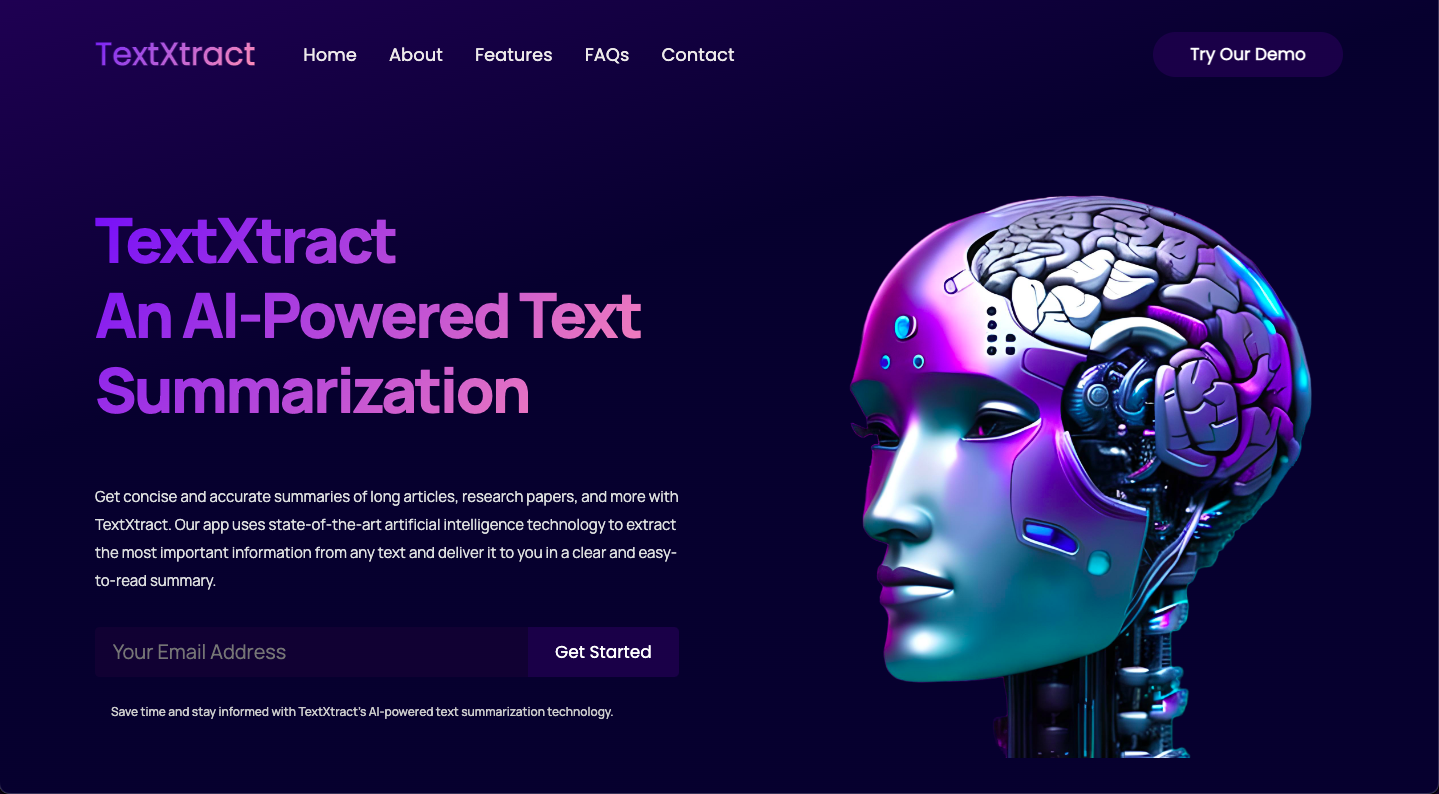 TextXtract
Home About Features FAQs Contact
Try Our Demo
TextXtract
An AI-Powered Text
Summarization
Get concise and accurate summaries of long articles, research papers, and more with
TextXtract. Our app uses state-of-the-art artificial intelligence technology to extract
the most important information from any text and deliver it to you in a clear and easy-
to-read summary.
Your Email Address
Get Started
Save time and stay informed with TextXtract's AI-powered text summarization technology.